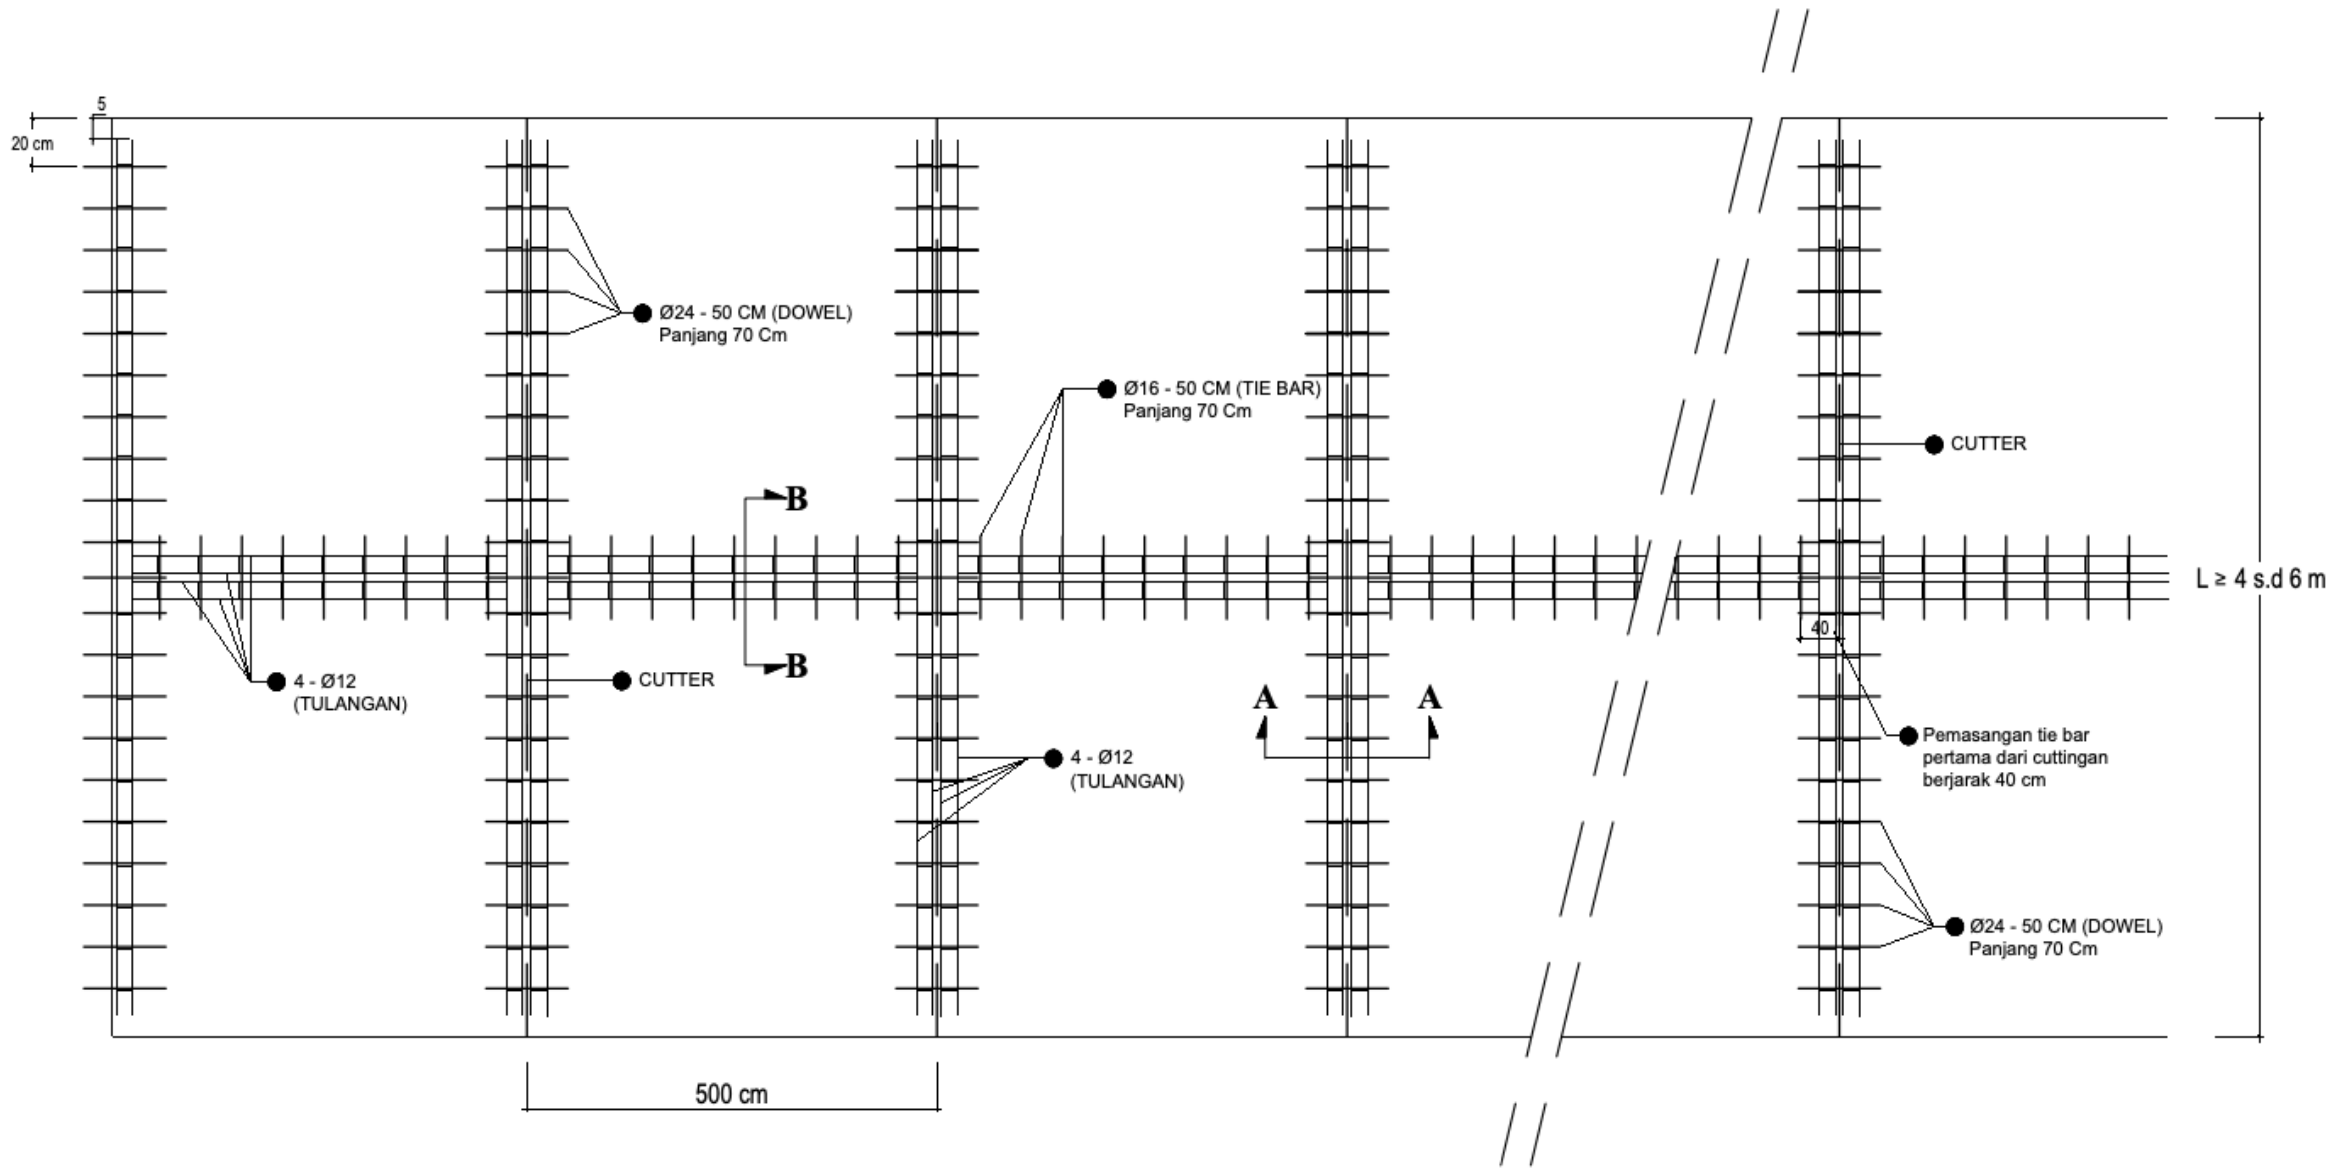 5
20 cm
Ø24 - 50 CM (DOWEL)
Panjang 70 Cm
Ø16 - 50 CM (TIE BAR)
Panjang 70 Cm
CUTTER
B
L ≥ 4 s.d 6 m
40
B
4 - Ø12
(TULANGAN)
CUTTER
A
A
Pemasangan tie bar
pertama dari cuttingan
berjarak 40 cm
4 - Ø12
(TULANGAN)
Ø24 - 50 CM (DOWEL)
Panjang 70 Cm
500 cm